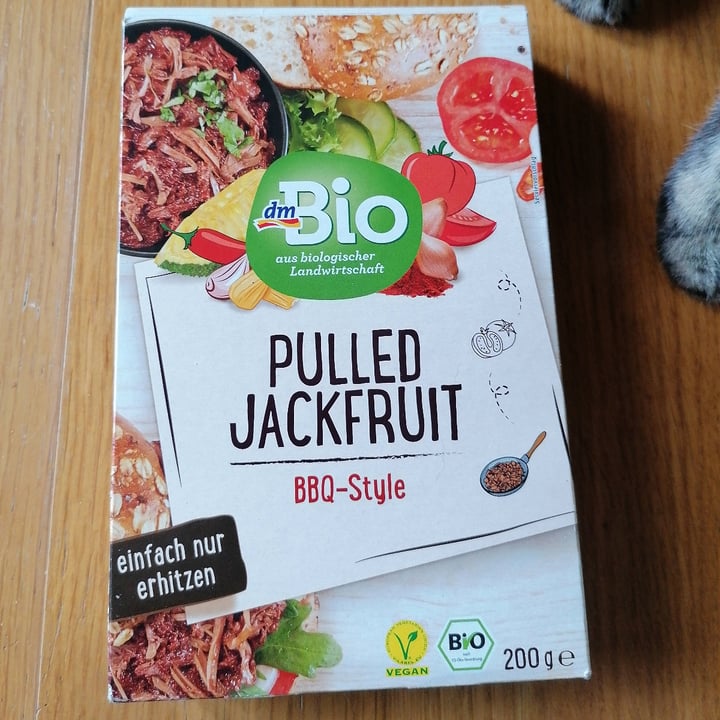 dm
Bio
aus biologischer
Landwirtschaft
PULLED
JACKFRUIT
BBQ-Style
einfach nur
erhitzen
VEGAN
BiO
200g e